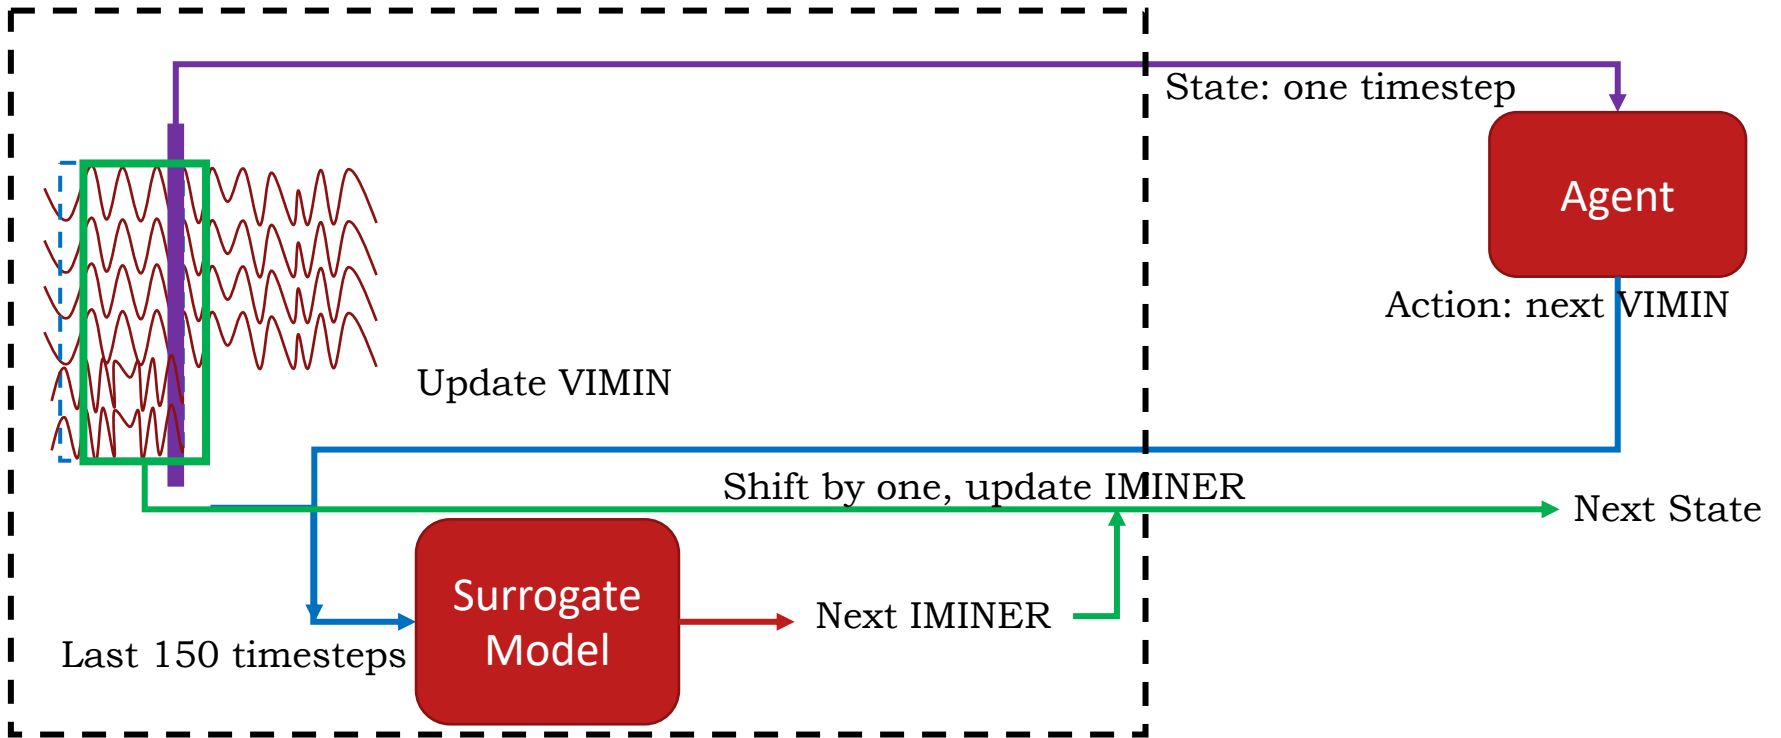 State: one timestep
Agent
Action: next VIMIN
Update VIMIN
Shift by one, update IMINER
Next State
Surrogate
Model
Next IMINER
Last 150 timesteps